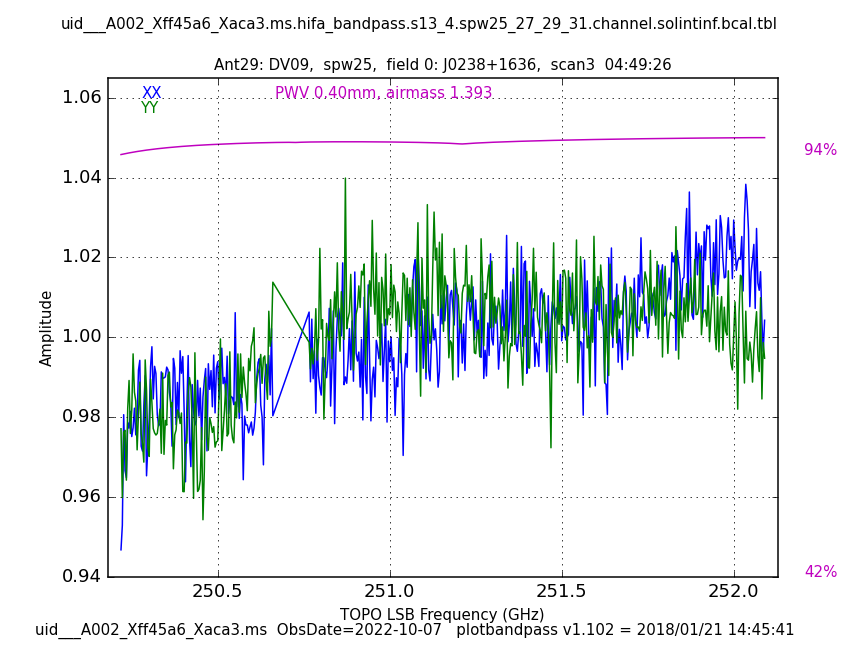 uid___A002_Xff45a6_Xaca3.ms.hifa_bandpass.s13_4.spw25_27_29_31.channel.solintinf.bcal.tbl
Ant29: DV09,  spw25,  field 0: J0238+1636,  scan3  04:49:26
XX
YY
PWV 0.40mm, airmass 1.393
1.06
1.04
1.02
1.00
0.98
0.96
0.94
Amplitude
94%
42%
250.5
251.0
251.5
252.0
TOPO LSB Frequency (GHz)
uid___A002_Xff45a6_Xaca3.ms  ObsDate=2022-10-07   plotbandpass v1.102 = 2018/01/21 14:45:41